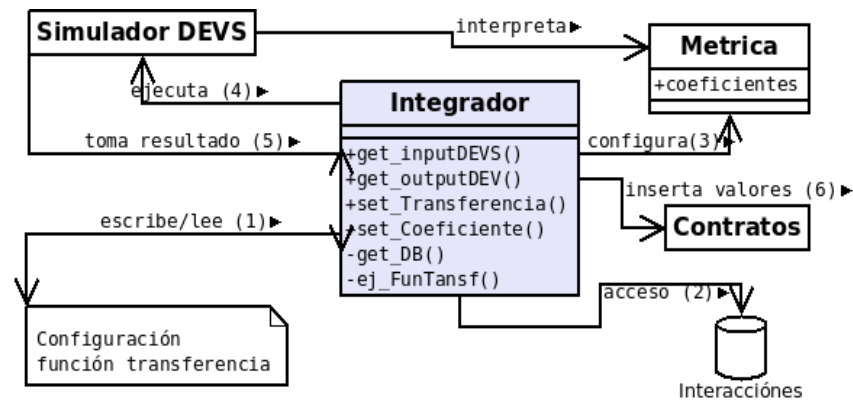 Simulador DEVS
interpreta▶
Metrica
+coeficientes
ejecuta (4)▶
Integrador
toma resultado (5)▶
configura(3)▶
+get_inputDEVS()
+get_outputDEV()
+set_Transferencia()
+set_Coeficiente()
-get_DB()
-ej_FunTansf()
inserta valores (6)▶
Contratos
escribe/lee (1)▶
acceso (2)▶
Configuración
función transferencia
Interacciónes